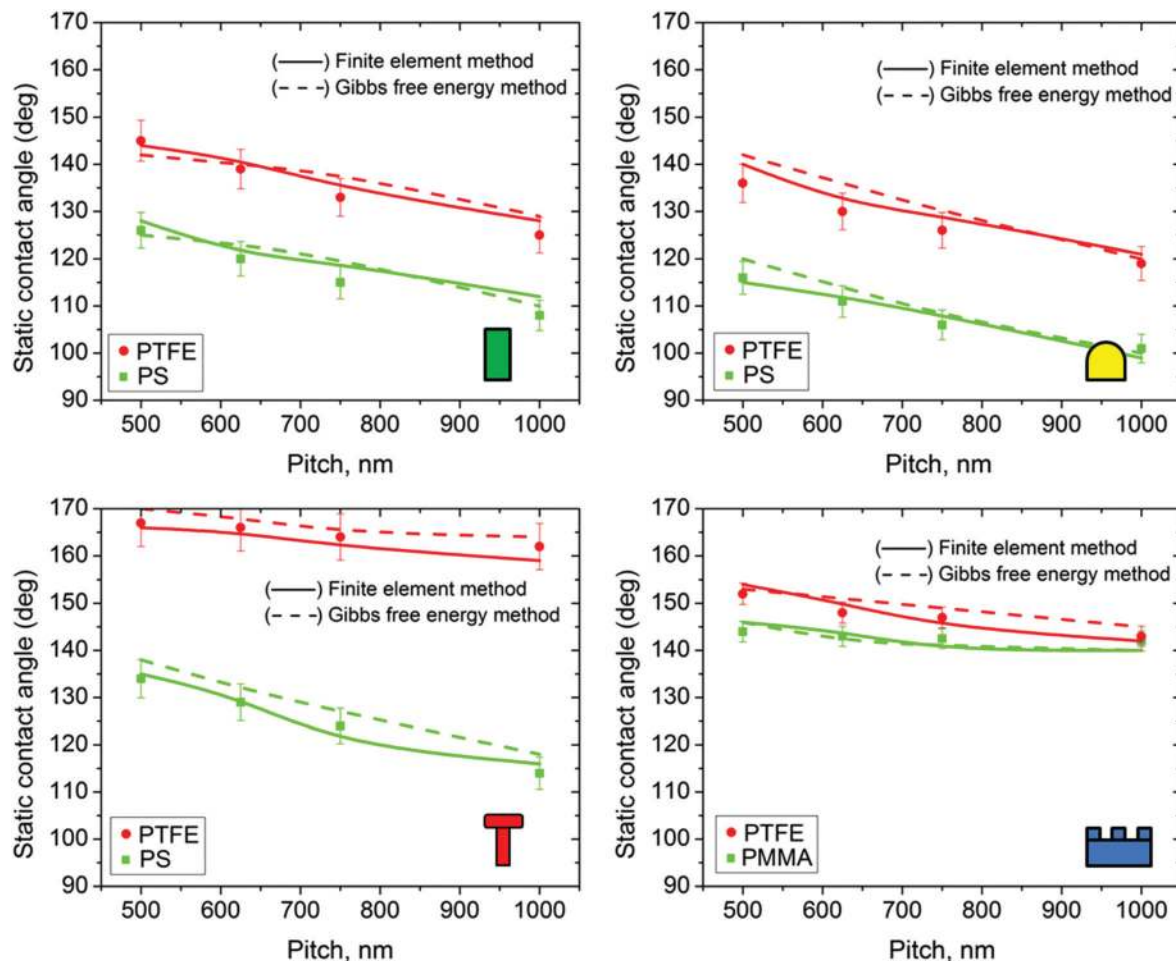 170
160
150
140
130
120
110
100
90
Static contact angle (deg)
(—) Finite element method
(- -) Gibbs free energy method
PTFE
PS
500 600 700 800 900 1000
Pitch, nm
170
160
150
140
130
120
110
100
90
Static contact angle (deg)
(—) Finite element method
(- -) Gibbs free energy method
PTFE
PS
500 600 700 800 900 1000
Pitch, nm
170
160
150
140
130
120
110
100
90
Static contact angle (deg)
(—) Finite element method
(- -) Gibbs free energy method
PTFE
PS
500 600 700 800 900 1000
Pitch, nm
170
160
150
140
130
120
110
100
90
Static contact angle (deg)
(—) Finite element method
(- -) Gibbs free energy method
PTFE
PMMA
500 600 700 800 900 1000
Pitch, nm